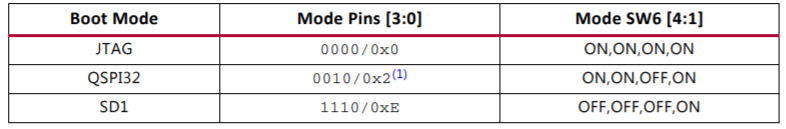 Boot Mode Mode Pins [3:0] Mode SW6 [4:1]
JTAG 0000/0x0 ON,ON,ON,ON
QSPI32 0010/0x2(1) ON,ON,OFF,ON
SD1 1110/0xE OFF,OFF,OFF,ON